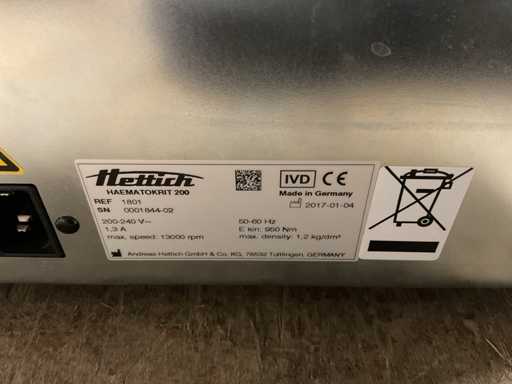 Hettich
HAEMATOKRIT 200
REF 1801
SN 0001844-02
200-240 V~
1,3 A
max. speed: 13000 rpm
IVD CE
Made in Germany
2017-01-04
50-60 Hz
E kin: 950 Nm
max. density: 1,2 kg/dm³
Andreas Hettich GmbH & Co. KG, 78532 Tuttlingen, GERMANY